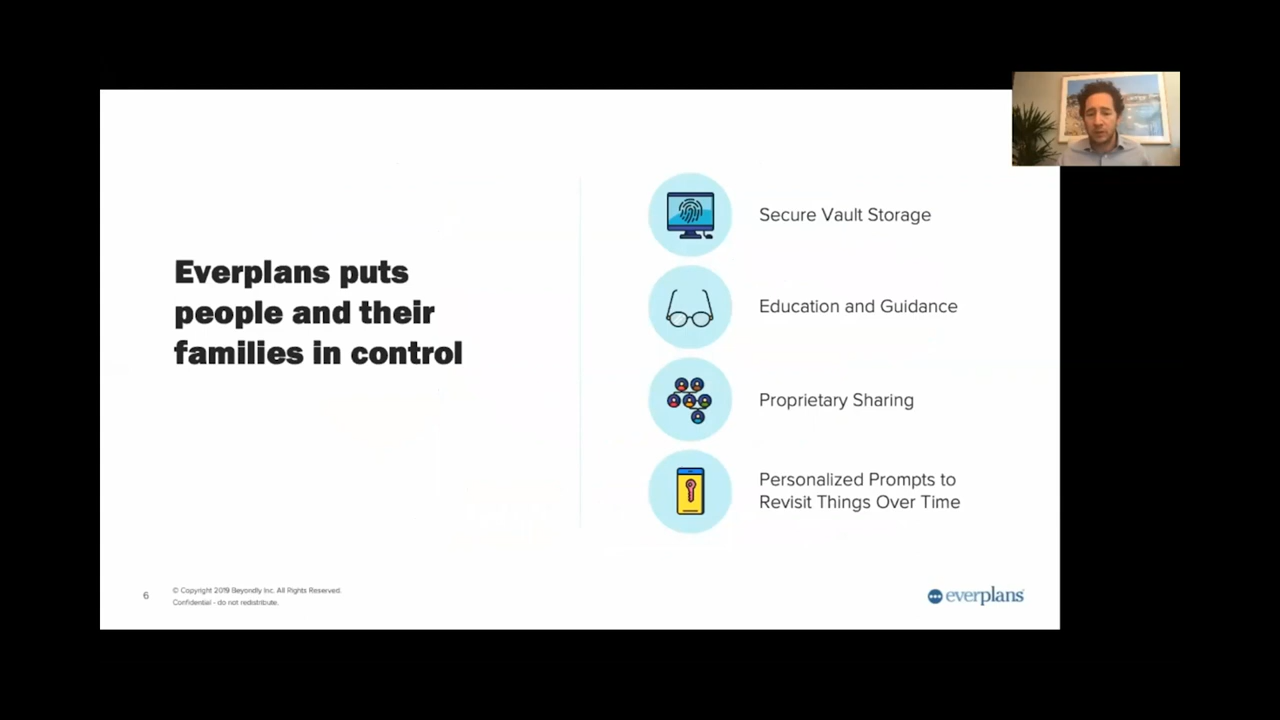 Everplans puts
people and their
families in control
Secure Vault Storage
Education and Guidance
Proprietary Sharing
Personalized Prompts to
Revisit Things Over Time
6
© Copyright 2019 Beyondly Inc. All Rights Reserved.
Confidential - do not redistribute.
everplans